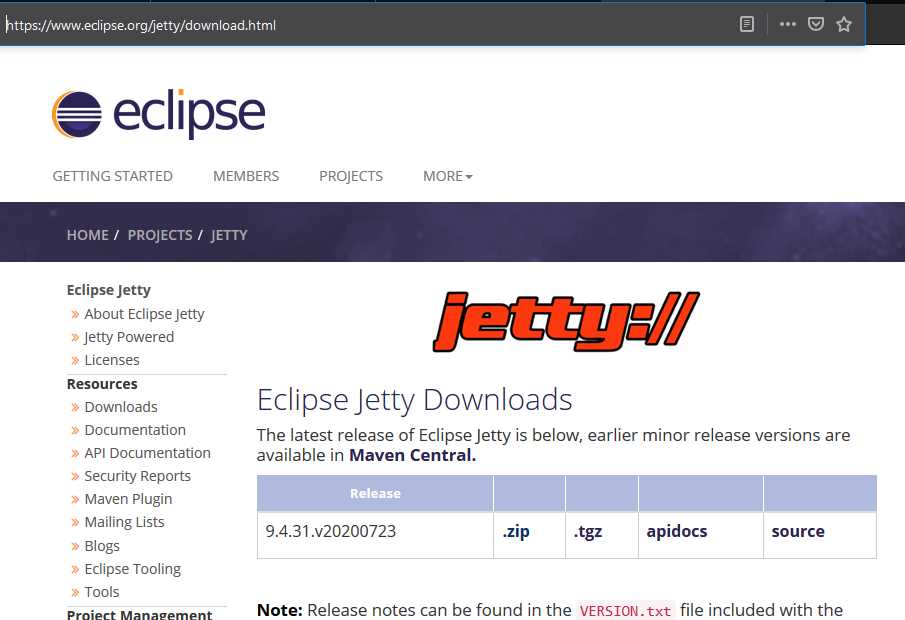 https://www.eclipse.org/jetty/download.html
eclipse
GETTING STARTED MEMBERS PROJECTS MORE
HOME / PROJECTS / JETTY
Eclipse Jetty
» About Eclipse Jetty
» Jetty Powered
» Licenses
Resources
» Downloads
» Documentation
» API Documentation
» Security Reports
» Maven Plugin
» Mailing Lists
» Blogs
» Eclipse Tooling
» Tools
Project Management
jetty://
Eclipse Jetty Downloads
The latest release of Eclipse Jetty is below, earlier minor release versions are
available in Maven Central.
Release
9.4.31.v20200723 .zip .tgz apidocs source
Note: Release notes can be found in the VERSION.txt file included with the